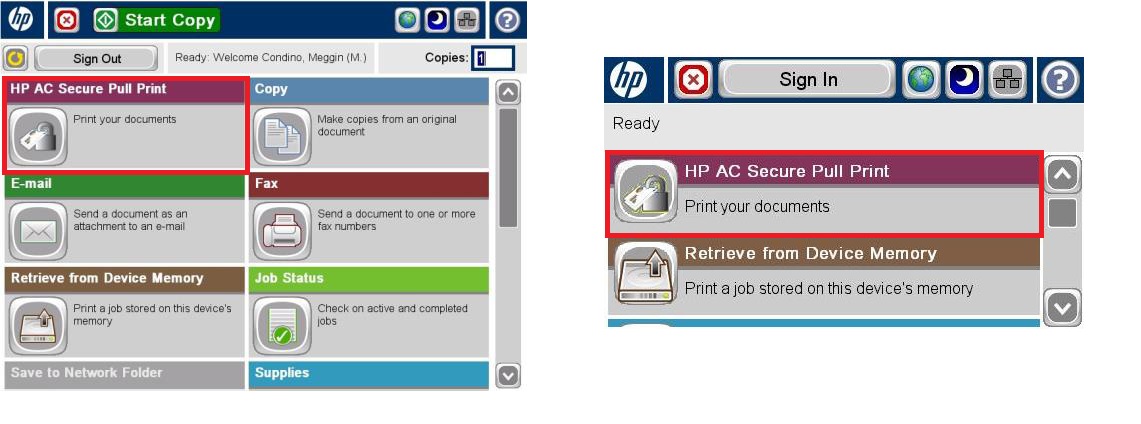 hp
Start Copy
?
Sign Out
Ready: Welcome Condino, Meggin (M.)
Copies: 1
HP AC Secure Pull Print
Print your documents
Copy
Make copies from an original
document
E-mail
Send a document as an
attachment to an e-mail
Fax
Send a document to one or more
fax numbers
Retrieve from Device Memory
Print a job stored on this device's
memory
Job Status
Check on active and completed
jobs
Save to Network Folder
Supplies
hp
Sign In
?
Ready
HP AC Secure Pull Print
Print your documents
Retrieve from Device Memory
Print a job stored on this device's memory